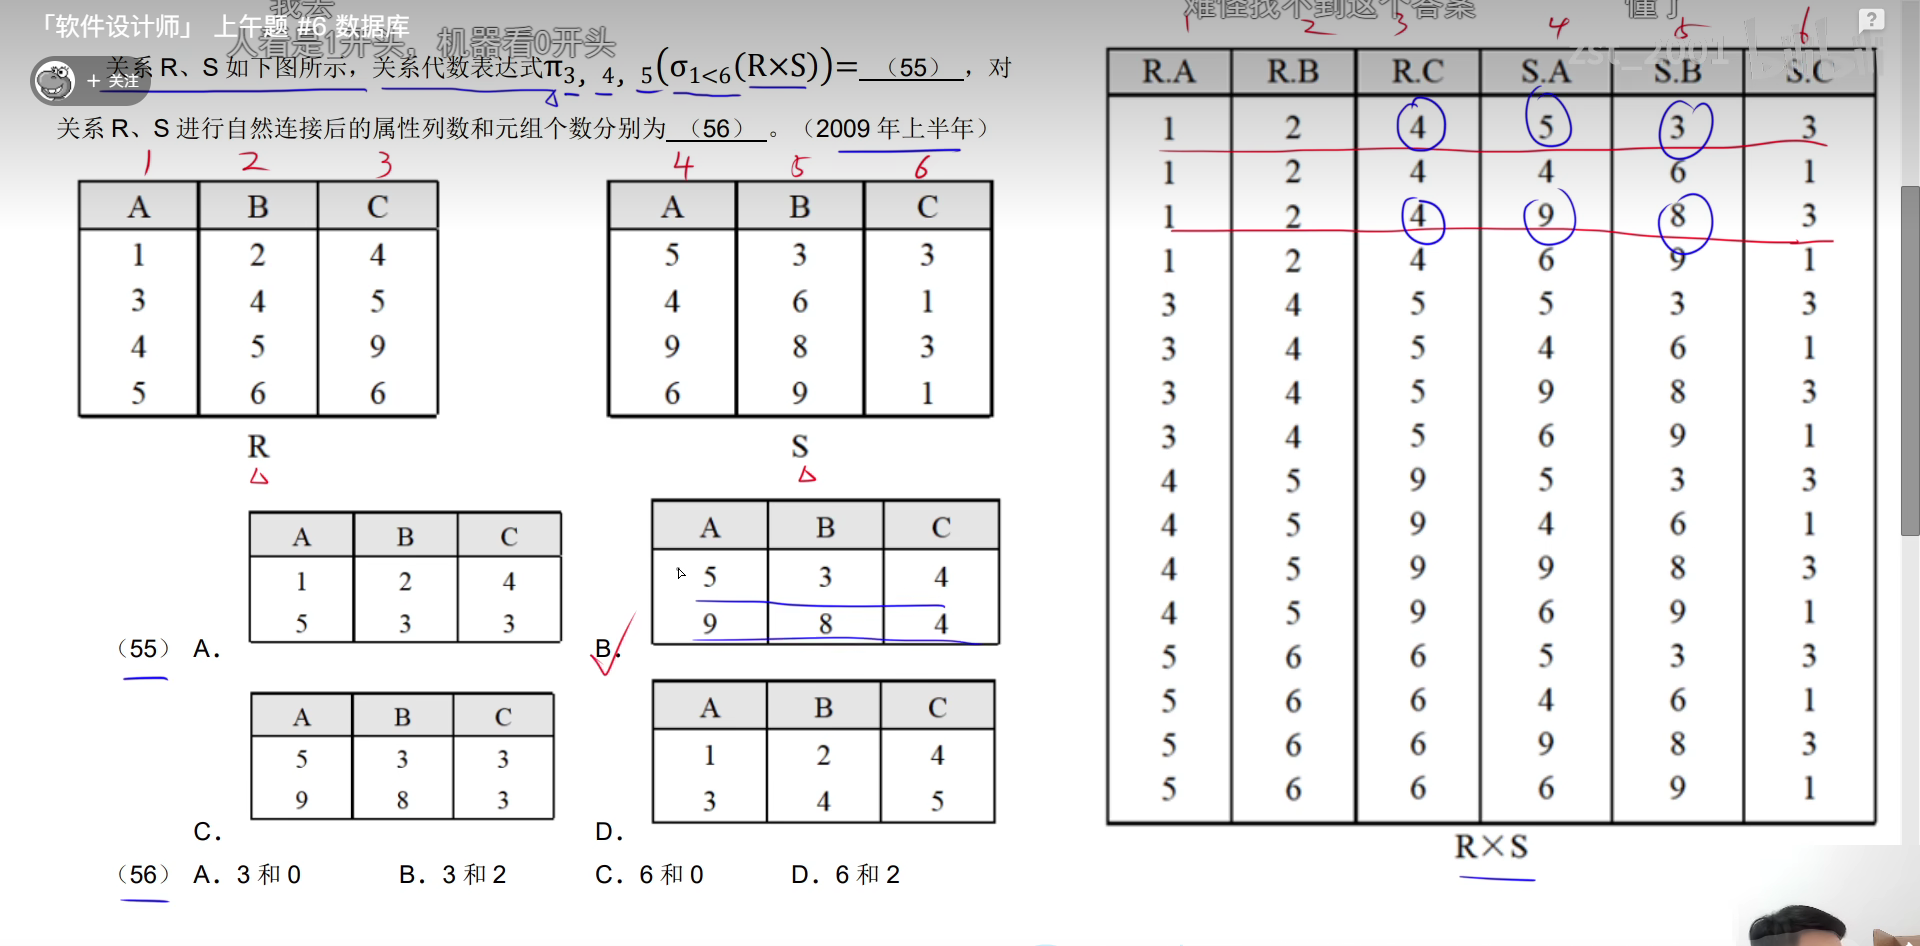 我去
难怪找不到这个答案
懂了
「软件设计师」 上午题 #6 数据库
人看是1开头，机器看0开头
zst_2001 bilibili
+ 关注
关系 R、S 如下图所示，关系代数表达式π3，4，5(σ1<6(R×S))=（55），对
关系 R、S 进行自然连接后的属性列数和元组个数分别为（56）。（2009 年上半年）
1 2 3 4 5 6
A B C
1 2 4
3 4 5
4 5 9
5 6 6
R
A B C
5 3 3
4 6 1
9 8 3
6 9 1
S
（55） A.
A B C
1 2 4
5 3 3
B.
A B C
5 3 4
9 8 4
C.
A B C
5 3 3
9 8 3
D.
A B C
1 2 4
3 4 5
（56） A. 3 和 0 B. 3 和 2 C. 6 和 0 D. 6 和 2
1 2 3 4 5 6
R.A R.B R.C S.A S.B S.C
1 2 4 5 3 3
1 2 4 4 6 1
1 2 4 9 8 3
1 2 4 6 9 1
3 4 5 5 3 3
3 4 5 4 6 1
3 4 5 9 8 3
3 4 5 6 9 1
4 5 9 5 3 3
4 5 9 4 6 1
4 5 9 9 8 3
4 5 9 6 9 1
5 6 6 5 3 3
5 6 6 4 6 1
5 6 6 9 8 3
5 6 6 6 9 1
R×S